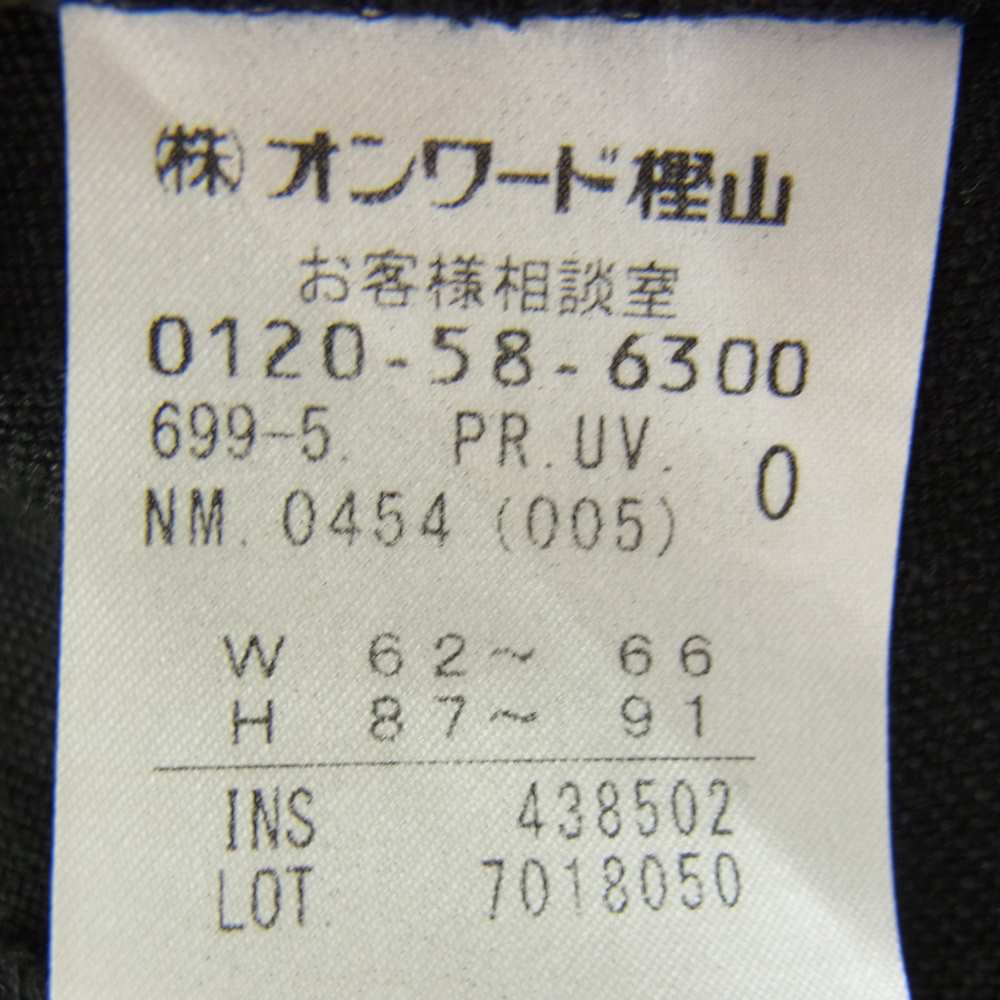 (株)オンワード樫山
お客様相談室
0120-58-6300
699-5. PR.UV. 0
NM. 0454 (005)
W 62~ 66
H 87~ 91
INS 438502
LOT. 7018050